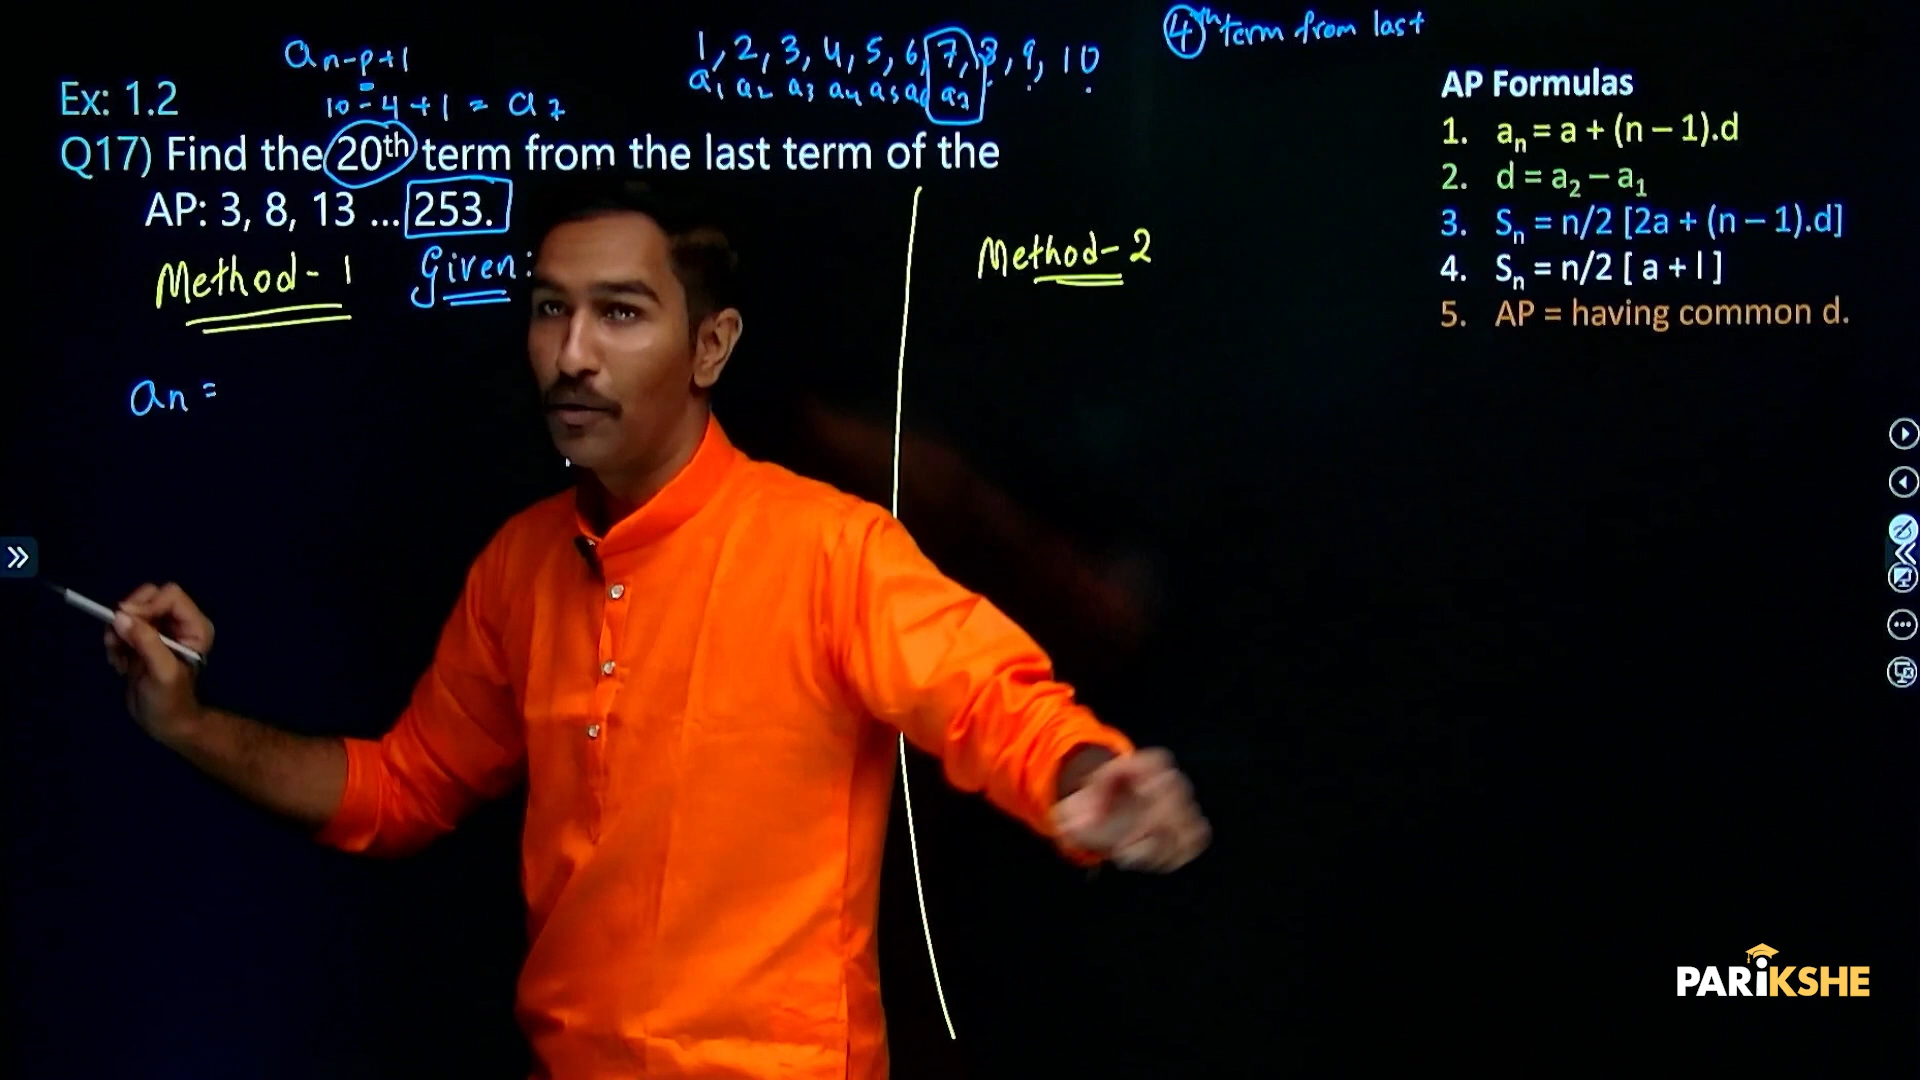 a n-p+1
10-4+1 = a7
1, 2, 3, 4, 5, 6, 7, 8, 9, 10
a1 a2 a3 a4 a5 a6 a7
4th term from last
Ex: 1.2
Q17) Find the 20th term from the last term of the
AP: 3, 8, 13 ... 253.
Method-1
Given:
an =
Method-2
AP Formulas
1. an = a + (n – 1).d
2. d = a2 – a1
3. Sn = n/2 [2a + (n – 1).d]
4. Sn = n/2 [ a + l ]
5. AP = having common d.
PARiKSHE